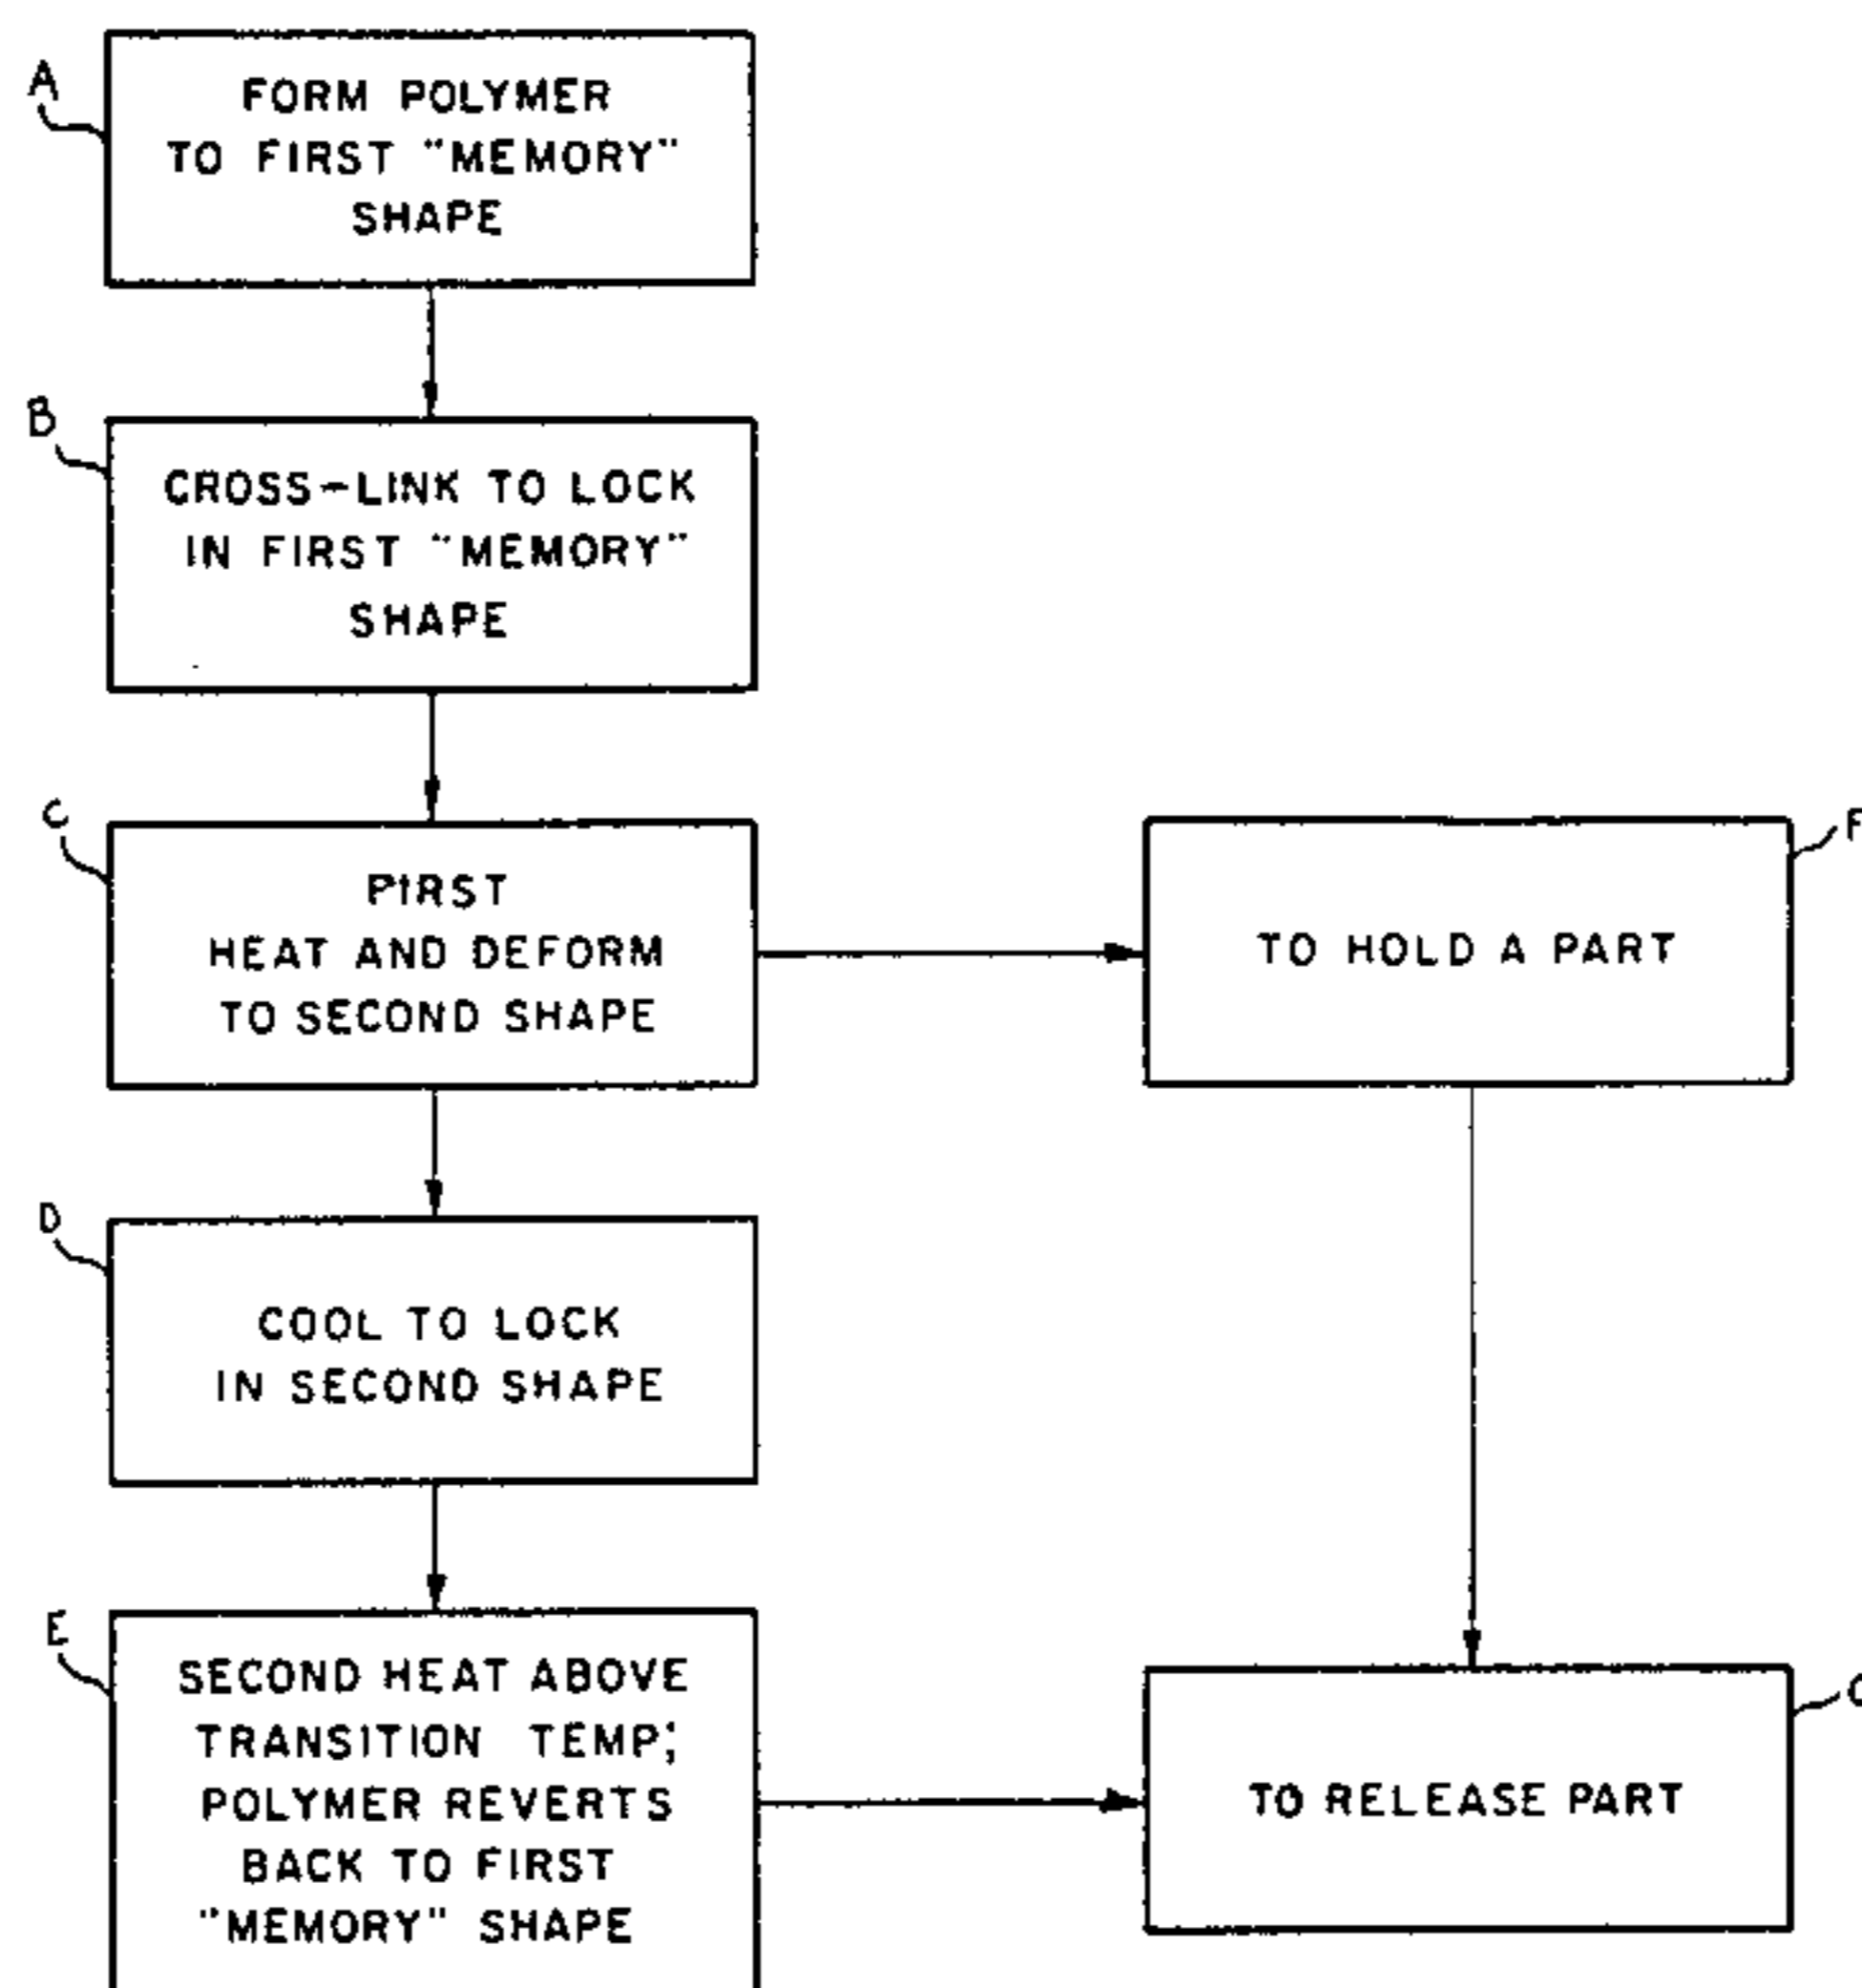 A
FORM POLYMER
TO FIRST "MEMORY"
SHAPE
B
CROSS-LINK TO LOCK
IN FIRST "MEMORY"
SHAPE
C
FIRST
HEAT AND DEFORM
TO SECOND SHAPE
F
TO HOLD A PART
D
COOL TO LOCK
IN SECOND SHAPE
E
SECOND HEAT ABOVE
TRANSITION TEMP;
POLYMER REVERTS
BACK TO FIRST
"MEMORY" SHAPE
TO RELEASE PART